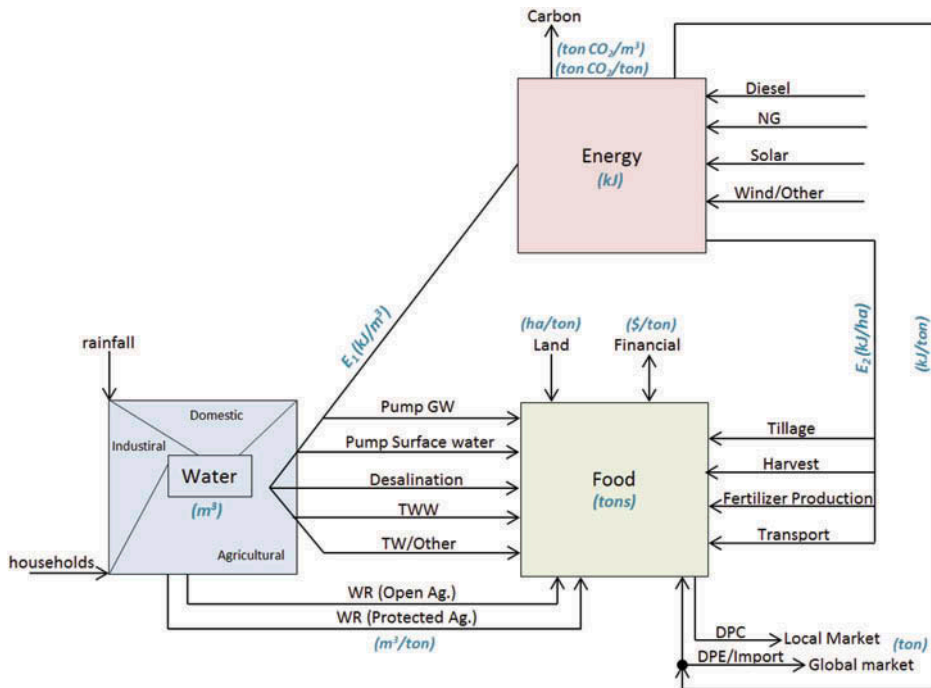 Carbon
(ton CO₂/m³)
(ton CO₂/ton)
Diesel
NG
Energy
(kJ)
Solar
Wind/Other
E₁(kJ/m³)
E₂(kJ/ha)
(kJ/ton)
(ha/ton)
Land
($/ton)
Financial
rainfall
Domestic
Industiral
Water
(m³)
Agricultural
households
Pump GW
Pump Surface water
Desalination
TWW
TW/Other
Food
(tons)
Tillage
Harvest
Fertilizer Production
Transport
WR (Open Ag.)
WR (Protected Ag.)
(m³/ton)
DPC
Local Market
(ton)
DPE/Import
Global market